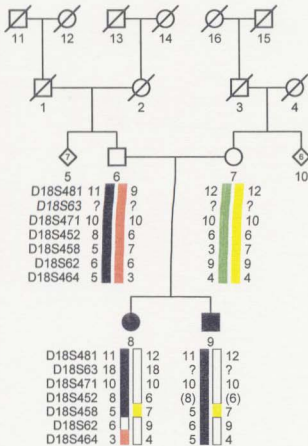 11 12 13 14 16 15
1 2 3 4
7 6
5 6 7 10
D18S481 11 9 12 12
D18S63 ? ? ? ?
D18S471 10 10 10 10
D18S452 8 6 6 6
D18S458 5 6 3 7
D18S62 6 6 9 9
D18S464 5 3 4 4
8 9
D18S481 11 12 11 12
D18S63 18 18 ? ?
D18S471 10 10 10 10
D18S452 8 6 (8) (6)
D18S458 5 7 5 7
D18S62 6 9 6 9
D18S464 3 4 5 4